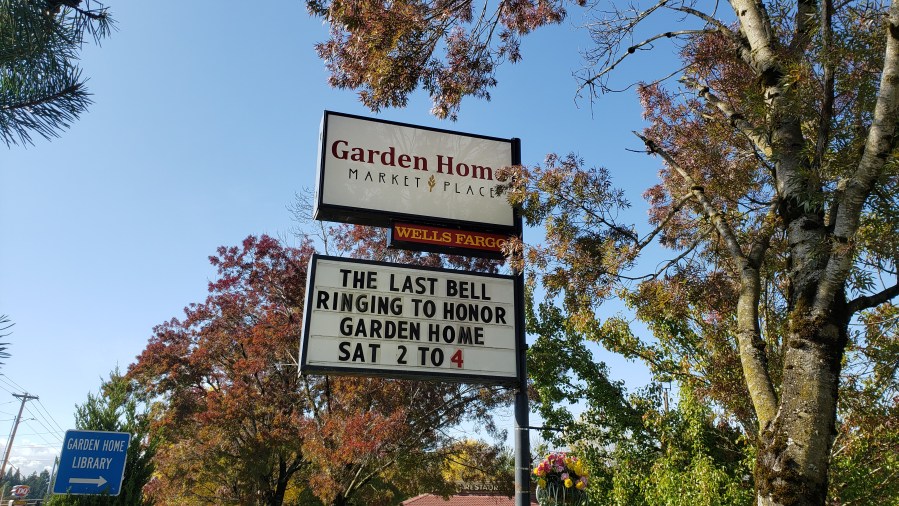 Garden Home
MARKET PLACE
WELLS FARGO
THE LAST BELL
RINGING TO HONOR
GARDEN HOME
SAT 2 TO 4
GARDEN HOME
LIBRARY